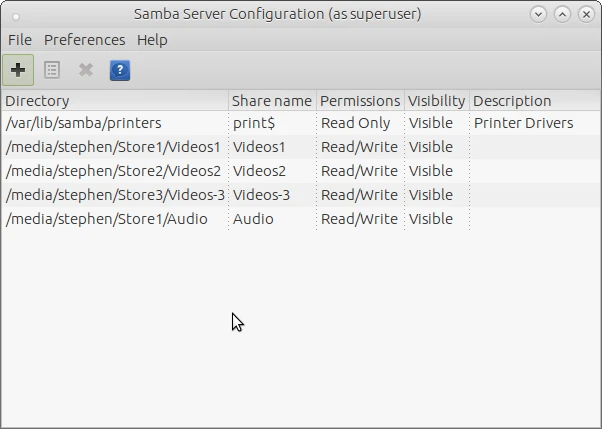 Samba Server Configuration (as superuser)
File Preferences Help
Directory Share name Permissions Visibility Description
/var/lib/samba/printers print$ Read Only Visible Printer Drivers
/media/stephen/Store1/Videos1 Videos1 Read/Write Visible
/media/stephen/Store2/Videos2 Videos2 Read/Write Visible
/media/stephen/Store3/Videos-3 Videos-3 Read/Write Visible
/media/stephen/Store1/Audio Audio Read/Write Visible